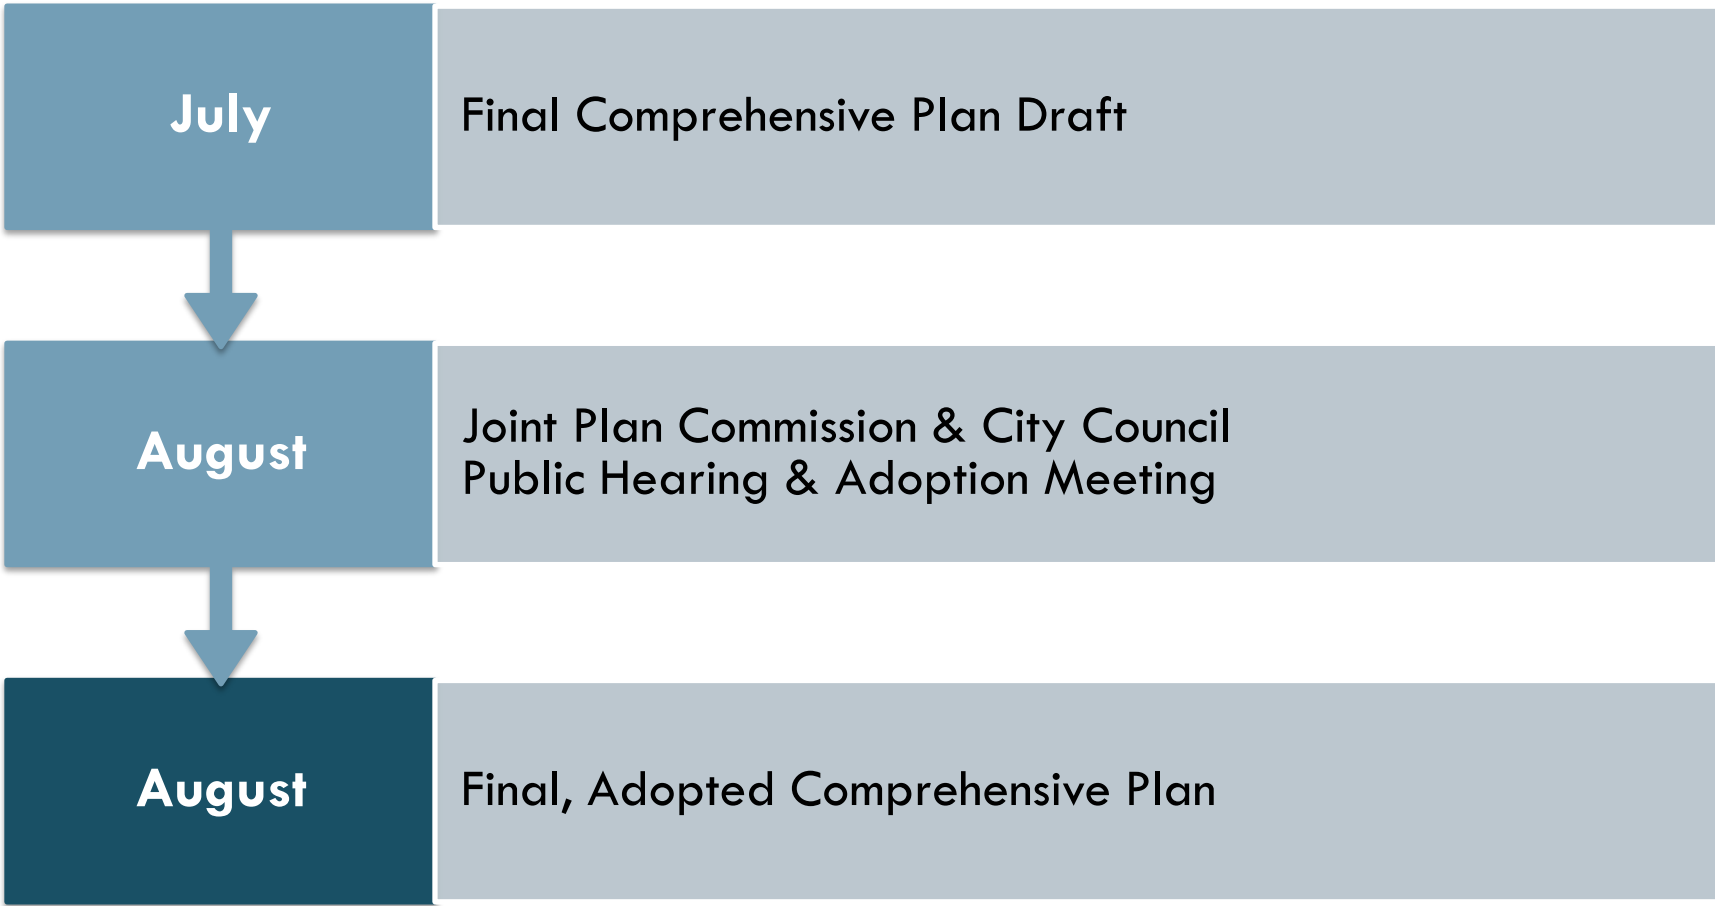 July
Final Comprehensive Plan Draft
August
Joint Plan Commission & City Council
Public Hearing & Adoption Meeting
August
Final, Adopted Comprehensive Plan